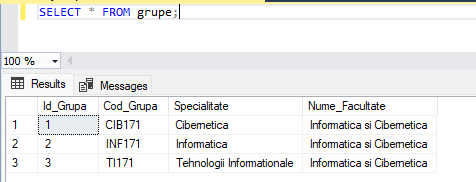 SELECT * FROM grupe;
100 %
Results Messages
Id_Grupa Cod_Grupa Specialitate Nume_Facultate
1 1 CIB171 Cibernetica Informatica si Cibernetica
2 2 INF171 Informatica Informatica si Cibernetica
3 3 TI171 Tehnologii Informationale Informatica si Cibernetica